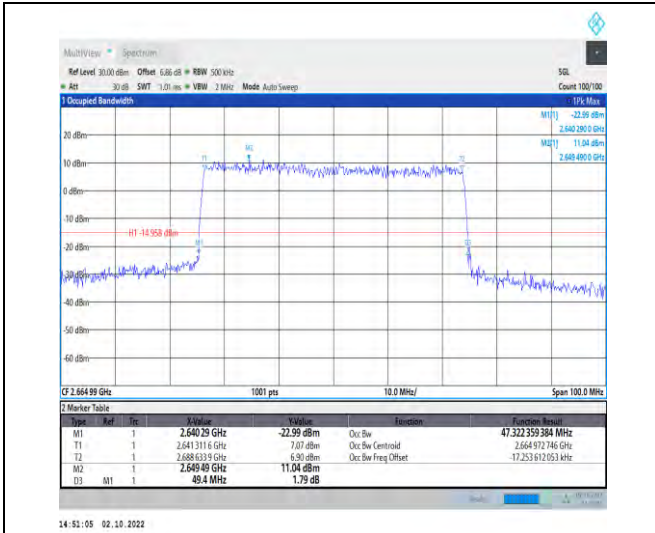 MultiView Spectrum
Ref Level 30.00 dBm Offset 6.86 dB RBW 500 kHz SGL
Att 30 dB SWT 1.01 ms VBW 2 MHz Mode Auto Sweep Count 100/100
1 Occupied Bandwidth 1Pk Max
M1[1] -22.99 dBm
2.640 290 0 GHz
M2[1] 11.04 dBm
2.649 490 0 GHz
20 dBm
M2
T1 T2
10 dBm
0 dBm
-10 dBm
H1 -14.958 dBm
M1 D3
-30 dBm
-40 dBm
-50 dBm
-60 dBm
CF 2.664 99 GHz 1001 pts 10.0 MHz/ Span 100.0 MHz
2 Marker Table
Type Ref Trc X-Value Y-Value Function Function Result
M1 1 2.640 29 GHz -22.99 dBm Occ Bw 47.322 359 384 MHz
T1 1 2.641 311 6 GHz 7.07 dBm Occ Bw Centroid 2.664 972 746 GHz
T2 1 2.688 633 9 GHz 6.90 dBm Occ Bw Freq Offset -17.253 612 053 kHz
M2 1 2.649 49 GHz 11.04 dBm
D3 M1 1 49.4 MHz 1.79 dB
14:51:05 02.10.2022